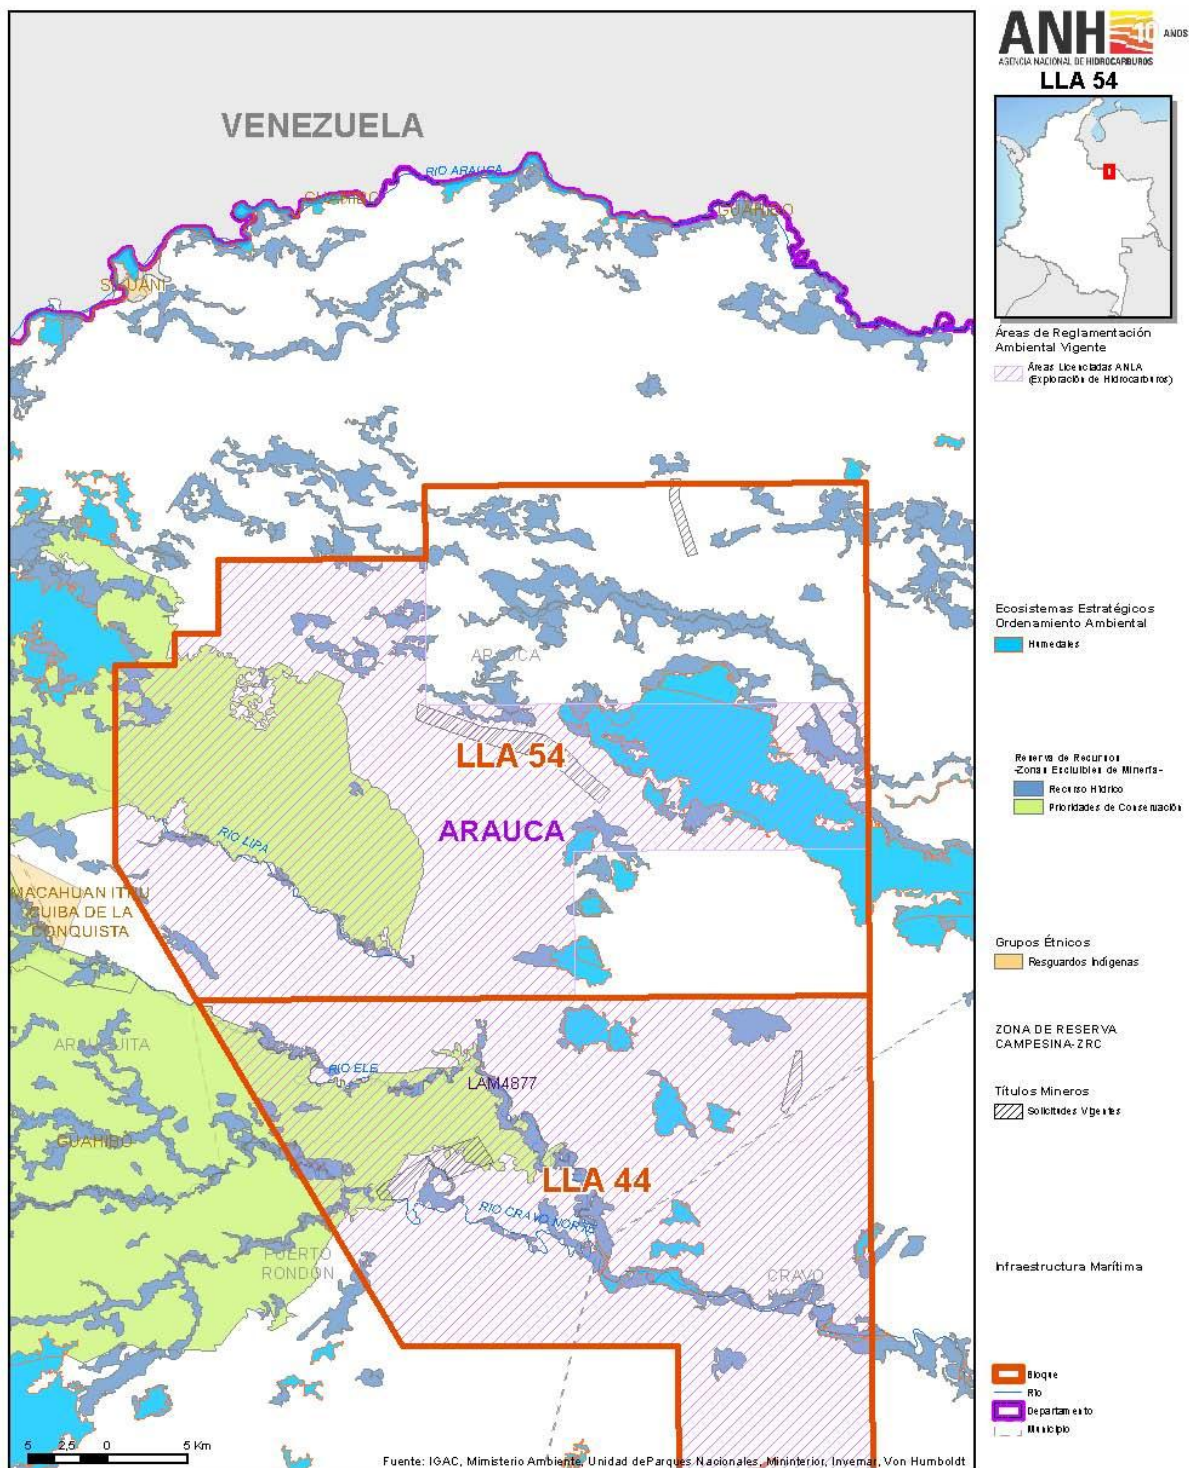 ANH 10 AÑOS
AGENCIA NACIONAL DE HIDROCARBUROS
LLA 54
VENEZUELA
RIO ARAUCA
GUAHIBO
SIKUANI
Áreas de Reglamentación
Ambiental Vigente
Áreas Licenciadas ANLA
(Exploración de Hidrocarburos)
ARAUCA
LLA 54
ARAUCA
RIO LIPA
MACAHUAN ITPU
CUIBA DE LA
CONQUISTA
Ecosistemas Estratégicos
Ordenamiento Ambiental
Humedales
Reserva de Recursos
-Zonas Excluibles de Minería-
Recurso Hídrico
Prioridades de Conservación
Grupos Étnicos
Resguardos Indígenas
ARAUQUITA
RIO ELE
LAM4877
GUAHIBO
LLA 44
RIO CRAVO NORTE
PUERTO
RONDON
CRAVO
NORTE
ZONA DE RESERVA
CAMPESINA-ZRC
Títulos Mineros
Solicitudes Vigentes
Infraestructura Marítima
Bloque
Río
Departamento
Municipio
5 2,5 0 5 Km
Fuente: IGAC, Mimisterio Ambiente, Unidad de Parques Nacionales, Mininterior, Invemar, Von Humboldt